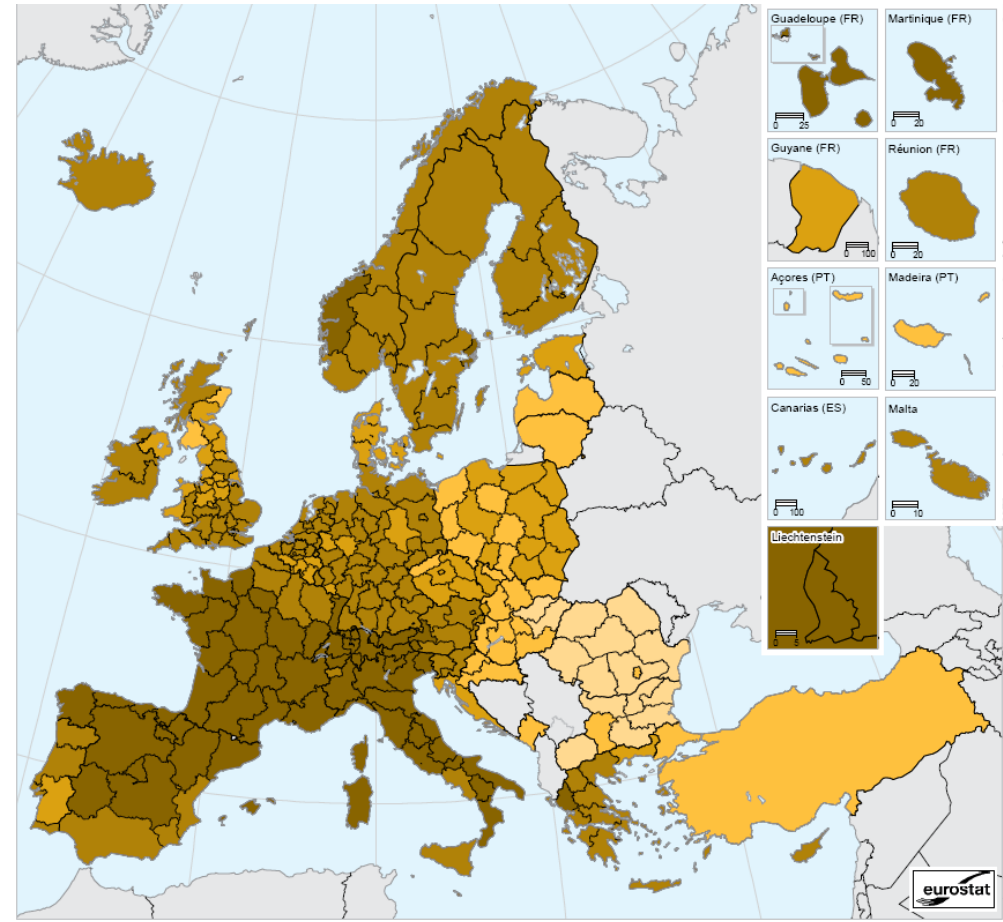 Guadeloupe (FR)
0 25
Martinique (FR)
0 20
Guyane (FR)
0 100
Réunion (FR)
0 20
Açores (PT)
0 50
Madeira (PT)
0 20
Canarias (ES)
0 100
Malta
0 10
Liechtenstein
0 5
eurostat